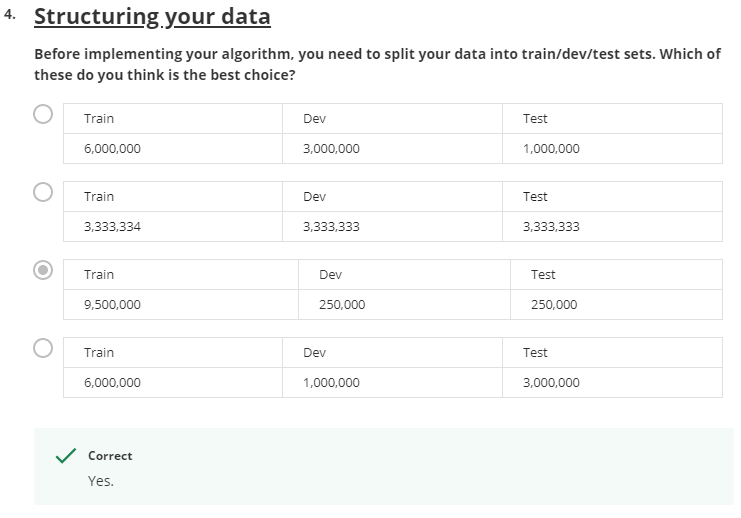 4. Structuring your data
Before implementing your algorithm, you need to split your data into train/dev/test sets. Which of
these do you think is the best choice?
Train Dev Test
6,000,000 3,000,000 1,000,000
Train Dev Test
3,333,334 3,333,333 3,333,333
Train Dev Test
9,500,000 250,000 250,000
Train Dev Test
6,000,000 1,000,000 3,000,000
Correct
Yes.